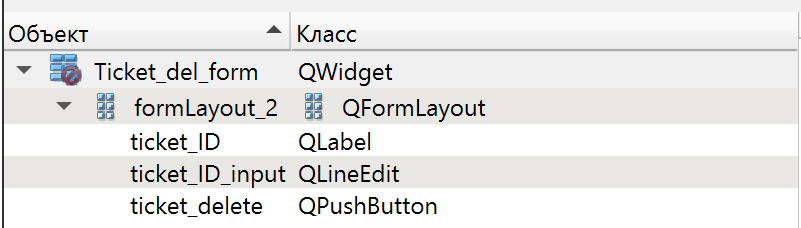 Объект Класс
Ticket_del_form QWidget
formLayout_2 QFormLayout
ticket_ID QLabel
ticket_ID_input QLineEdit
ticket_delete QPushButton